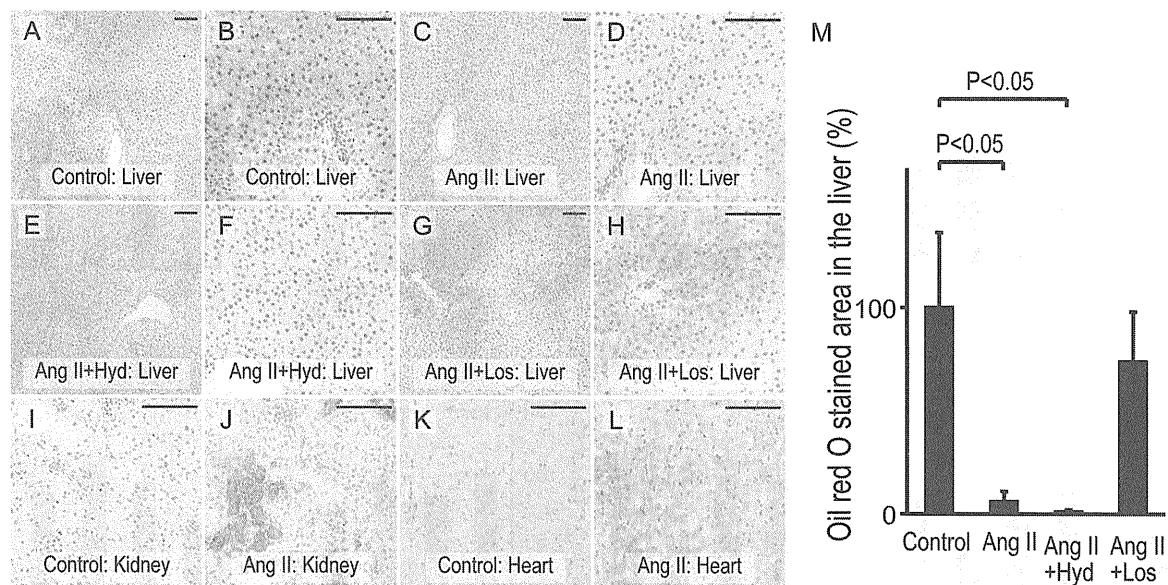 A
B
C
D
Control: Liver
Control: Liver
Ang II: Liver
Ang II: Liver
E
F
G
H
Ang II+Hyd: Liver
Ang II+Hyd: Liver
Ang II+Los: Liver
Ang II+Los: Liver
I
J
K
L
Control: Kidney
Ang II: Kidney
Control: Heart
Ang II: Heart
M
P<0.05
P<0.05
Oil red O stained area in the liver (%)
100
0
Control
Ang II
Ang II
+Hyd
Ang II
+Los